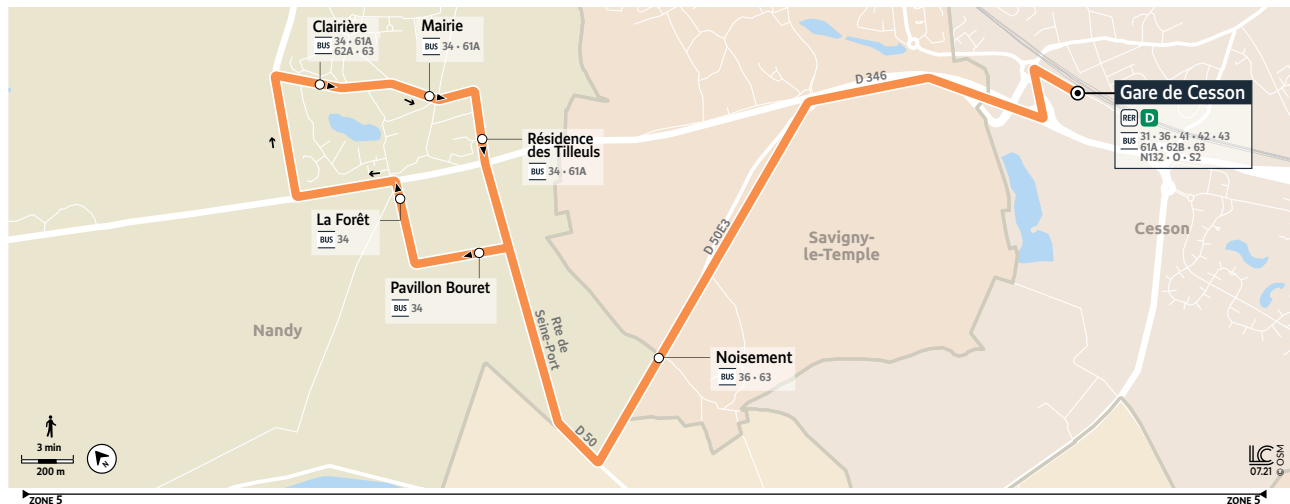 Clairière
BUS 34 • 61A
62A • 63
Mairie
BUS 34 • 61A
D 346
Gare de Cesson
RER D
BUS 31 • 36 • 41 • 42 • 43
61A • 62B • 63
N132 • O • S2
Résidence
des Tilleuls
BUS 34 • 61A
La Forêt
BUS 34
D 50E3
Savigny-
le-Temple
Cesson
Pavillon Bouret
BUS 34
Nandy
Rte de
Seine-Port
Noisement
BUS 36 • 63
D 50
3 min
200 m
N
LC
07.21
© OSM
ZONE 5
ZONE 5